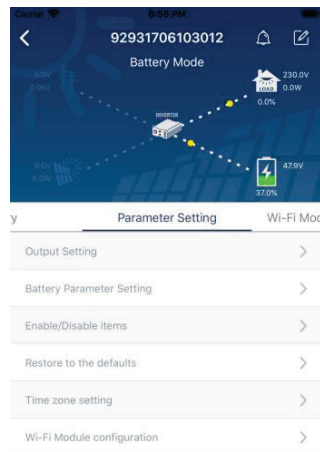 Carrier 6:55 PM
92931706103012
Battery Mode
0.0V
0.0Hz
230.0V
LOAD 0.0W
0.0%
INVERTER
0.0V
0.0W
47.9V
37.0%
y Parameter Setting Wi-Fi Mod
Output Setting
Battery Parameter Setting
Enable/Disable items
Restore to the defaults
Time zone setting
Wi-Fi Module configuration